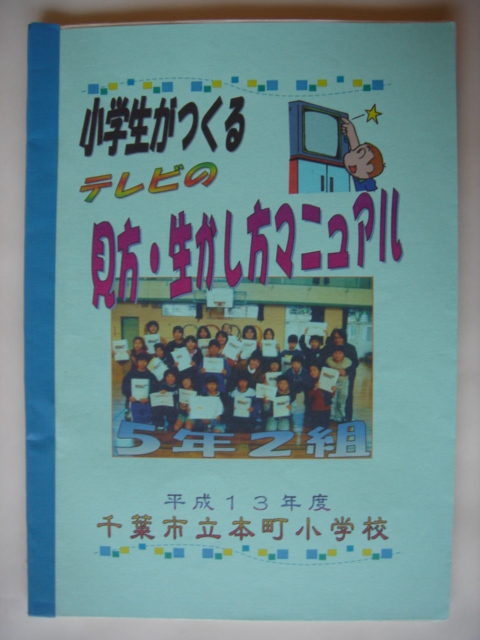 小学生がつくる
テレビの
見方・生かし方マニュアル
5年2組
平成13年度
千葉市立本町小学校